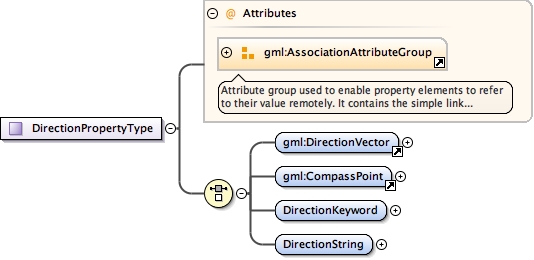 @ Attributes
gml:AssociationAttributeGroup
Attribute group used to enable property elements to refer
to their value remotely. It contains the simple link...
DirectionPropertyType
gml:DirectionVector
gml:CompassPoint
DirectionKeyword
DirectionString